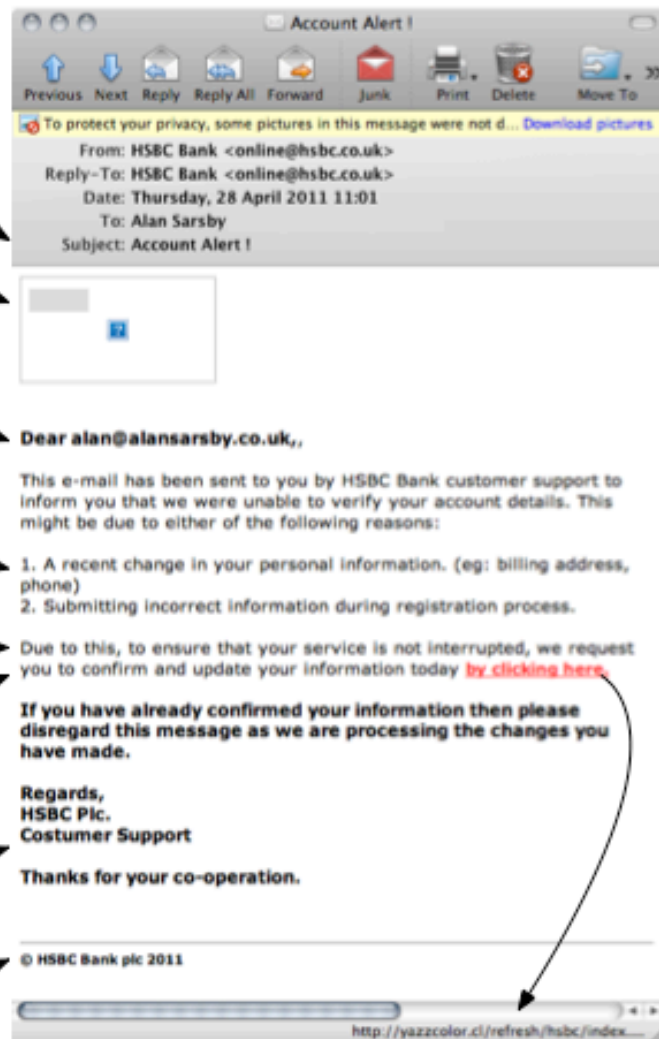 Account Alert !
Previous Next Reply Reply All Forward Junk Print Delete Move To
To protect your privacy, some pictures in this message were not d... Download pictures
From: HSBC Bank <online@hsbc.co.uk>
Reply-To: HSBC Bank <online@hsbc.co.uk>
Date: Thursday, 28 April 2011 11:01
To: Alan Sarsby
Subject: Account Alert !
?
Dear alan@alansarsby.co.uk,,
This e-mail has been sent to you by HSBC Bank customer support to
inform you that we were unable to verify your account details. This
might be due to either of the following reasons:
1. A recent change in your personal information. (eg: billing address,
phone)
2. Submitting incorrect information during registration process.
Due to this, to ensure that your service is not interrupted, we request
you to confirm and update your information today by clicking here.
If you have already confirmed your information then please
disregard this message as we are processing the changes you
have made.
Regards,
HSBC Plc.
Costumer Support
Thanks for your co-operation.
© HSBC Bank plc 2011
http://yazzcolor.cl/refresh/hsbc/index....